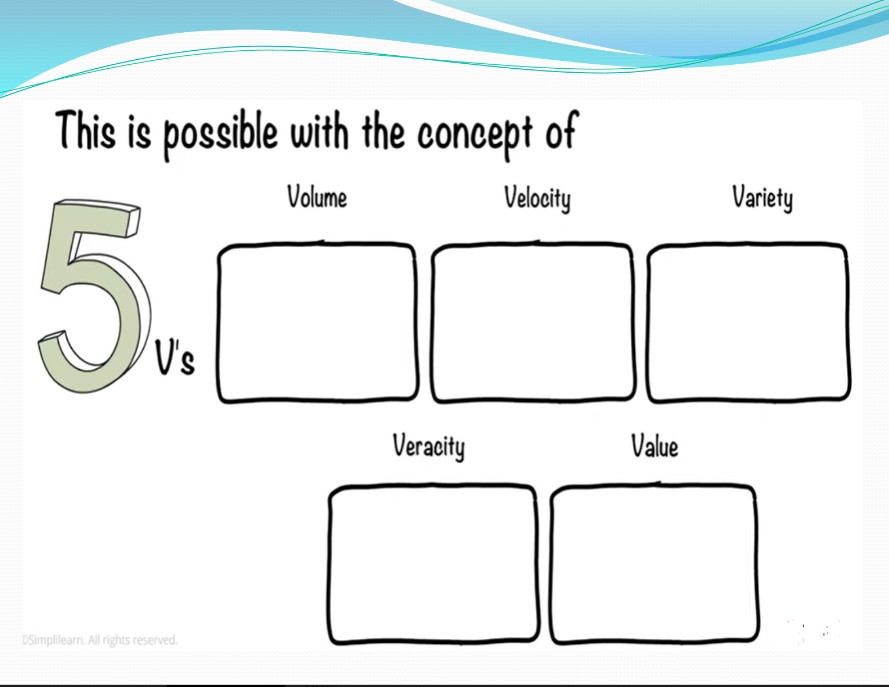 This is possible with the concept of
Volume Velocity Variety
5 V's
Veracity Value
©Simplilearn. All rights reserved.